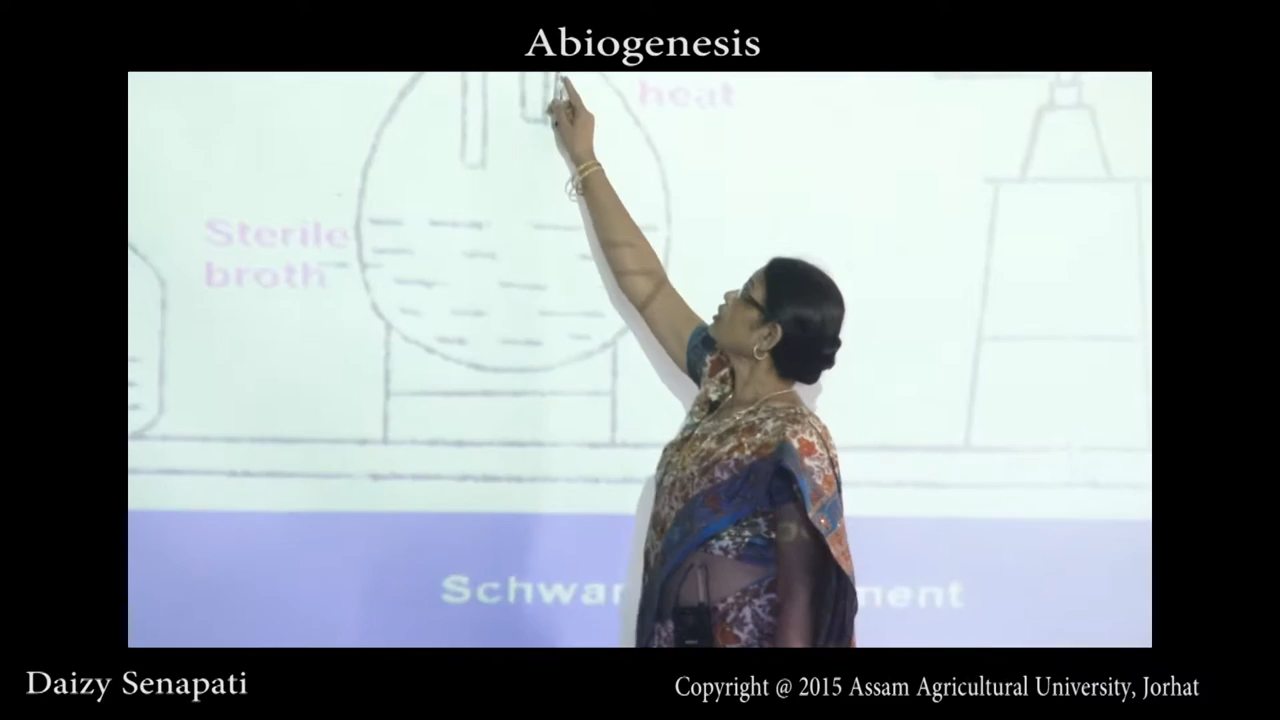 Abiogenesis
heat
Sterile
broth
Daizy Senapati
Copyright @ 2015 Assam Agricultural University, Jorhat